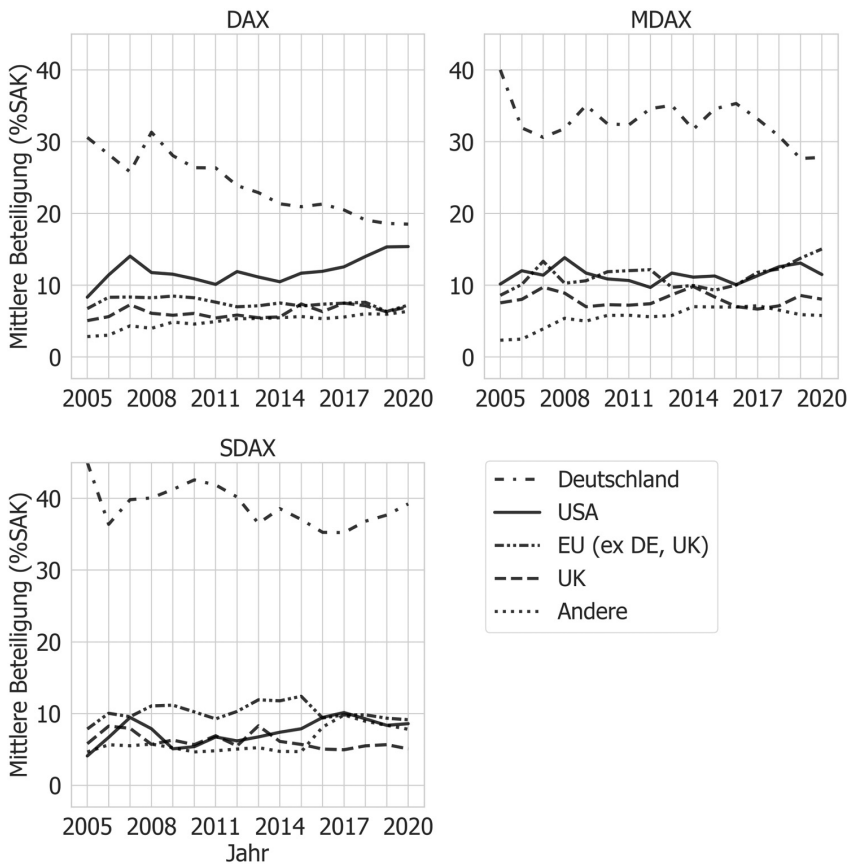 DAX
Mittlere Beteiligung (%SAK)
40
30
20
10
0
2005 2008 2011 2014 2017 2020
MDAX
40
30
20
10
0
2005 2008 2011 2014 2017 2020
SDAX
Mittlere Beteiligung (%SAK)
40
30
20
10
0
2005 2008 2011 2014 2017 2020
Jahr
Deutschland
USA
EU (ex DE, UK)
UK
Andere